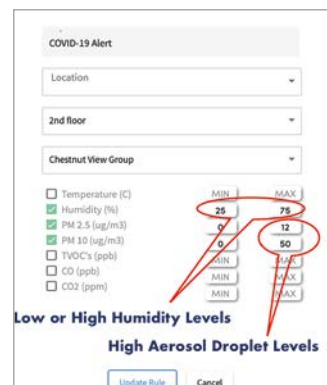 COVID-19 Alert
Location
2nd floor
Chestnut View Group
Temperature (C) MIN MAX
Humidity (%) 25 75
PM 2.5 (ug/m3) 0 12
PM 10 (ug/m3) 0 50
TVOC's (ppb) MIN MAX
CO (ppb) MIN MAX
CO2 (ppm) MIN MAX
Low or High Humidity Levels
High Aerosol Droplet Levels
Update Rule Cancel